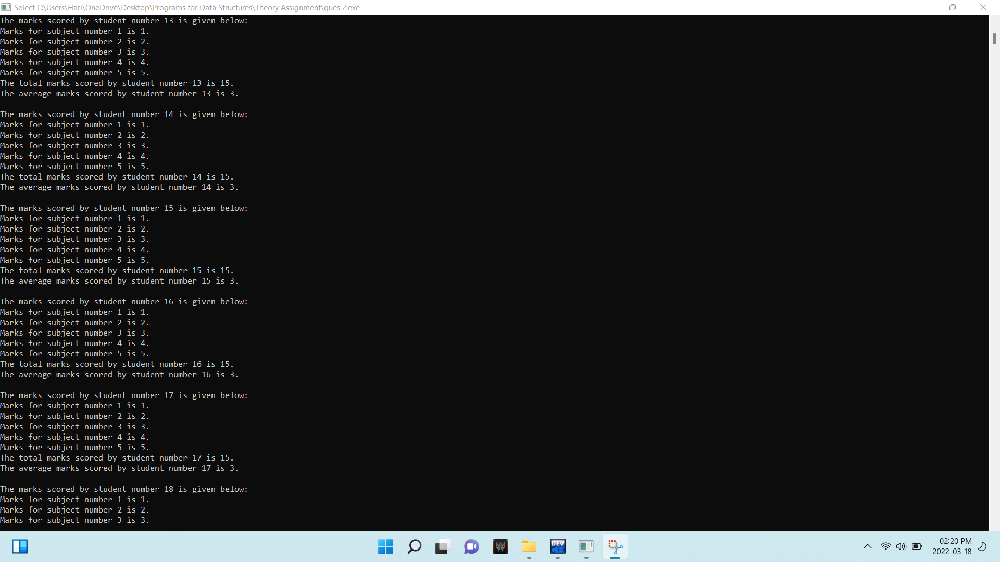 Select C:\Users\Hari\OneDrive\Desktop\Programs for Data Structures\Theory Assignment\ques 2.exe
The marks scored by student number 13 is given below:
Marks for subject number 1 is 1.
Marks for subject number 2 is 2.
Marks for subject number 3 is 3.
Marks for subject number 4 is 4.
Marks for subject number 5 is 5.
The total marks scored by student number 13 is 15.
The average marks scored by student number 13 is 3.

The marks scored by student number 14 is given below:
Marks for subject number 1 is 1.
Marks for subject number 2 is 2.
Marks for subject number 3 is 3.
Marks for subject number 4 is 4.
Marks for subject number 5 is 5.
The total marks scored by student number 14 is 15.
The average marks scored by student number 14 is 3.

The marks scored by student number 15 is given below:
Marks for subject number 1 is 1.
Marks for subject number 2 is 2.
Marks for subject number 3 is 3.
Marks for subject number 4 is 4.
Marks for subject number 5 is 5.
The total marks scored by student number 15 is 15.
The average marks scored by student number 15 is 3.

The marks scored by student number 16 is given below:
Marks for subject number 1 is 1.
Marks for subject number 2 is 2.
Marks for subject number 3 is 3.
Marks for subject number 4 is 4.
Marks for subject number 5 is 5.
The total marks scored by student number 16 is 15.
The average marks scored by student number 16 is 3.

The marks scored by student number 17 is given below:
Marks for subject number 1 is 1.
Marks for subject number 2 is 2.
Marks for subject number 3 is 3.
Marks for subject number 4 is 4.
Marks for subject number 5 is 5.
The total marks scored by student number 17 is 15.
The average marks scored by student number 17 is 3.

The marks scored by student number 18 is given below:
Marks for subject number 1 is 1.
Marks for subject number 2 is 2.
Marks for subject number 3 is 3.
DEV
C++
02:20 PM
2022-03-18